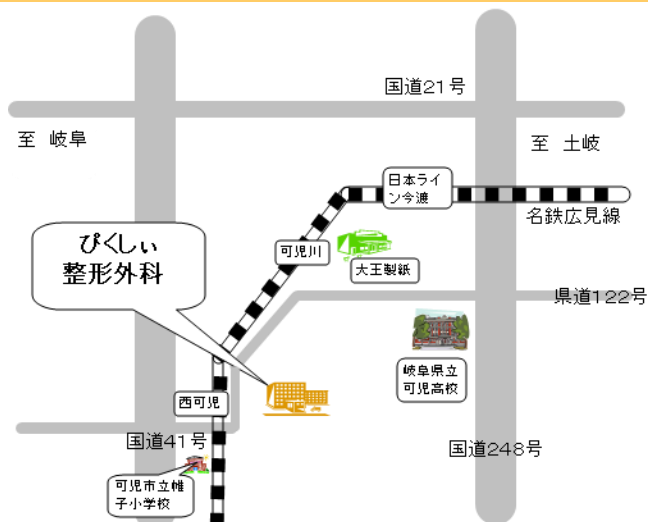 国道21号
至 岐阜
至 土岐
日本ライ
ン今渡
名鉄広見線
ぴくしぃ
整形外科
可児川
大王製紙
県道122号
岐阜県立
可児高校
西可児
国道41号
国道248号
可児市立帷
子小学校